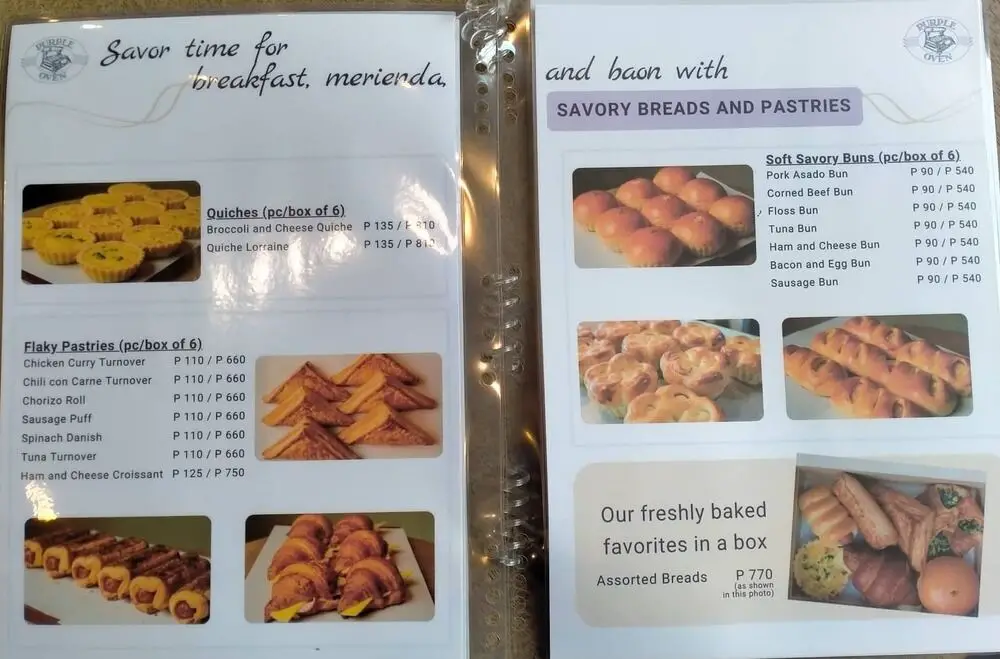 PURPLE
OVEN
Savor time for
breakfast, merienda,
Quiches (pc/box of 6)
Broccoli and Cheese Quiche P 135 / P 810
Quiche Lorraine P 135 / P 810
Flaky Pastries (pc/box of 6)
Chicken Curry Turnover P 110 / P 660
Chili con Carne Turnover P 110 / P 660
Chorizo Roll P 110 / P 660
Sausage Puff P 110 / P 660
Spinach Danish P 110 / P 660
Tuna Turnover P 110 / P 660
Ham and Cheese Croissant P 125 / P 750
PURPLE
OVEN
and baon with
SAVORY BREADS AND PASTRIES
Soft Savory Buns (pc/box of 6)
Pork Asado Bun P 90 / P 540
Corned Beef Bun P 90 / P 540
Floss Bun P 90 / P 540
Tuna Bun P 90 / P 540
Ham and Cheese Bun P 90 / P 540
Bacon and Egg Bun P 90 / P 540
Sausage Bun P 90 / P 540
Our freshly baked
favorites in a box
Assorted Breads P 770
(as shown
in this photo)